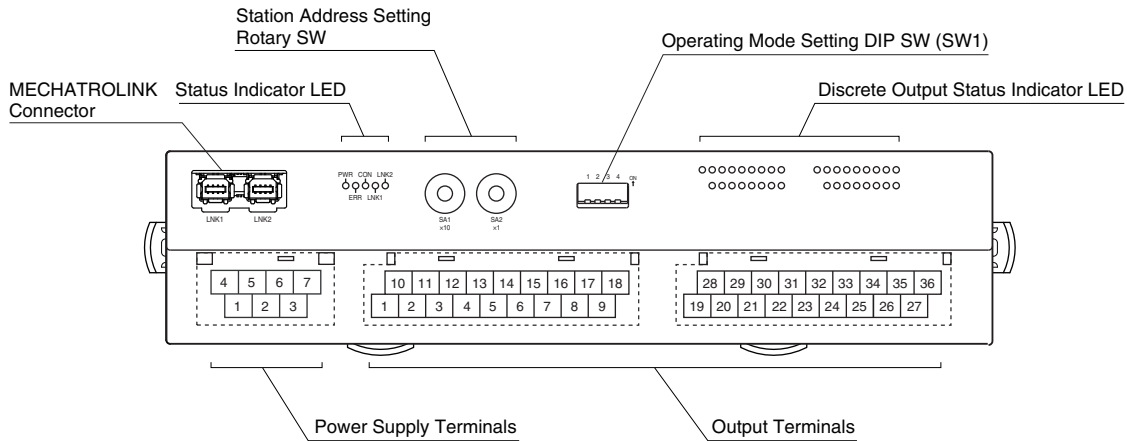 Station Address Setting
Rotary SW
Operating Mode Setting DIP SW (SW1)
MECHATROLINK
Connector
Status Indicator LED
Discrete Output Status Indicator LED
PWR CON LNK2
ERR LNK1
LNK1 LNK2
SA1
×10
SA2
×1
1 2 3 4 ON
4 5 6 7
1 2 3
10 11 12 13 14 15 16 17 18
1 2 3 4 5 6 7 8 9
28 29 30 31 32 33 34 35 36
19 20 21 22 23 24 25 26 27
Power Supply Terminals
Output Terminals